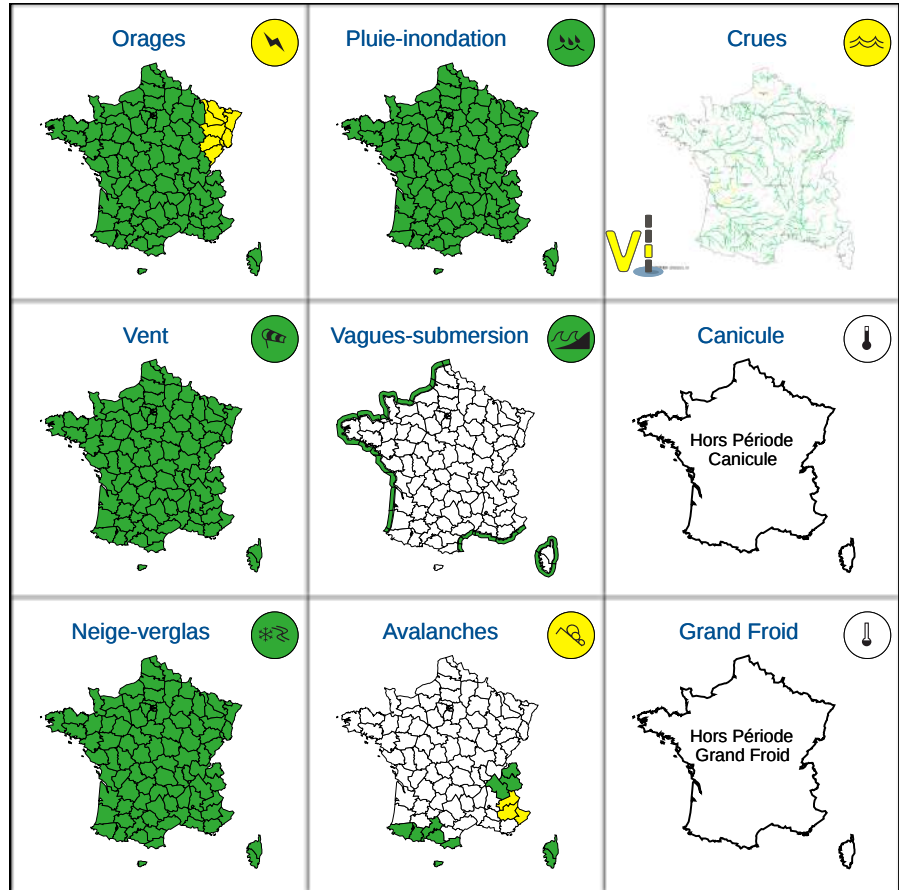 Orages
Pluie-inondation
Crues
Vi
Vent
Vagues-submersion
Canicule
Hors Période
Canicule
Neige-verglas
Avalanches
Grand Froid
Hors Période
Grand Froid